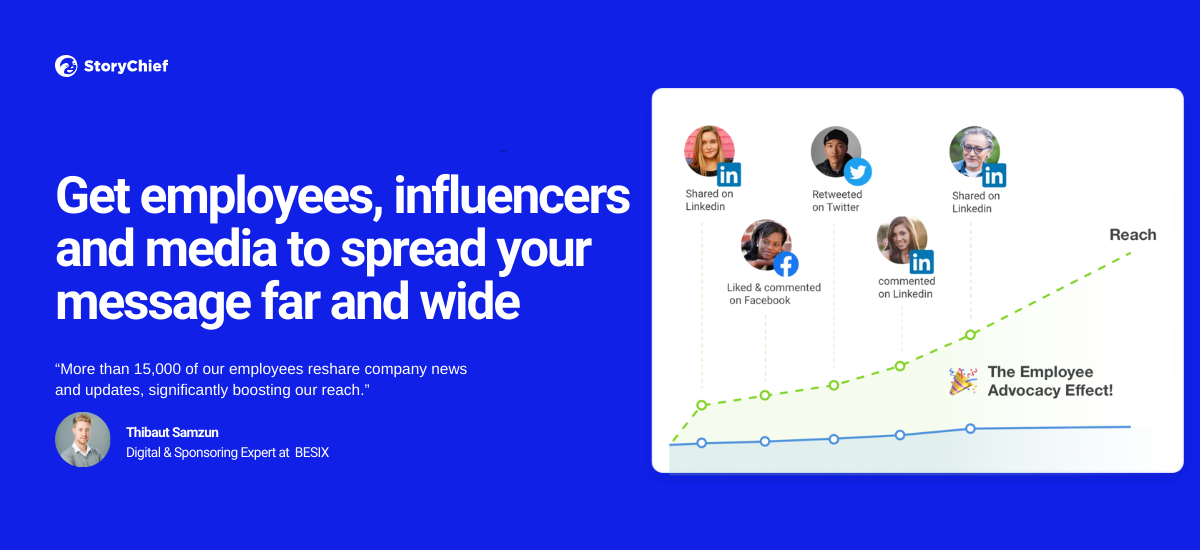 StoryChief
Get employees, influencers
and media to spread your
message far and wide
“More than 15,000 of our employees reshare company news
and updates, significantly boosting our reach.”
Thibaut Samzun
Digital & Sponsoring Expert at BESIX
Shared on
Linkedin
Retweeted
on Twitter
Shared on
Linkedin
Liked & commented
on Facebook
commented
on Linkedin
Reach
The Employee
Advocacy Effect!
in
in
in